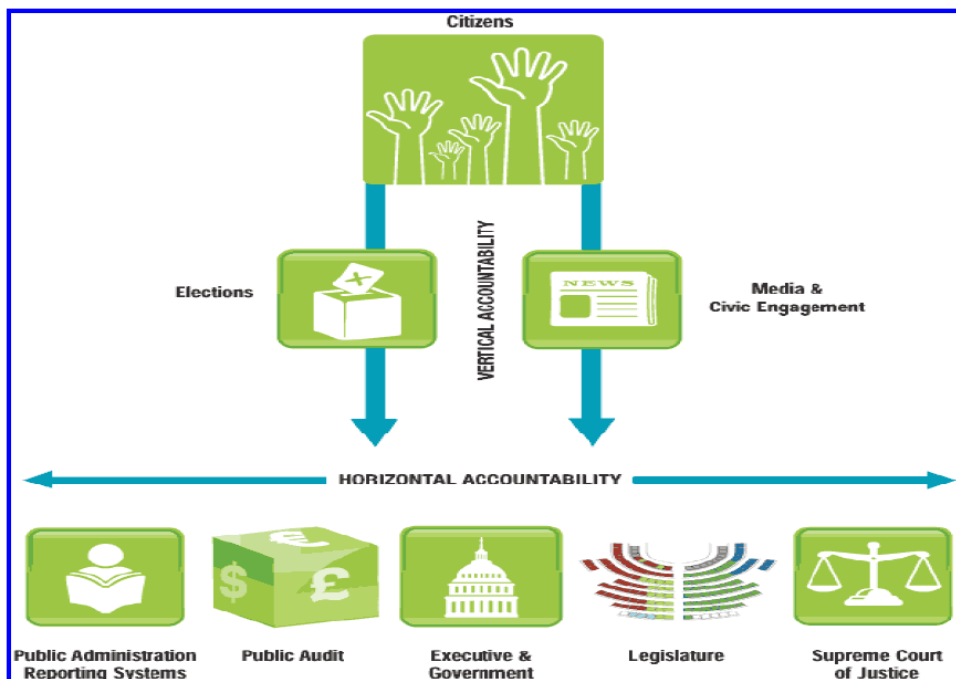 Citizens
VERTICAL ACCOUNTABILITY
Elections
NEWS
Media &
Civic Engagement
HORIZONTAL ACCOUNTABILITY
$
£
Public Administration
Reporting Systems
Public Audit
Executive &
Government
Legislature
Supreme Court
of Justice